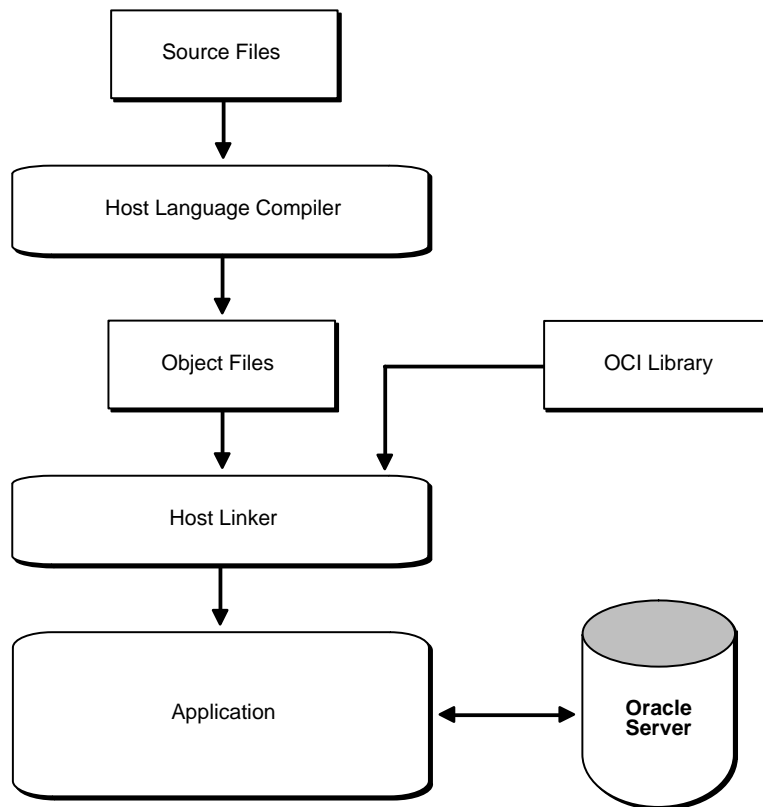 Source Files
Host Language Compiler
Object Files
OCI Library
Host Linker
Application
Oracle
Server